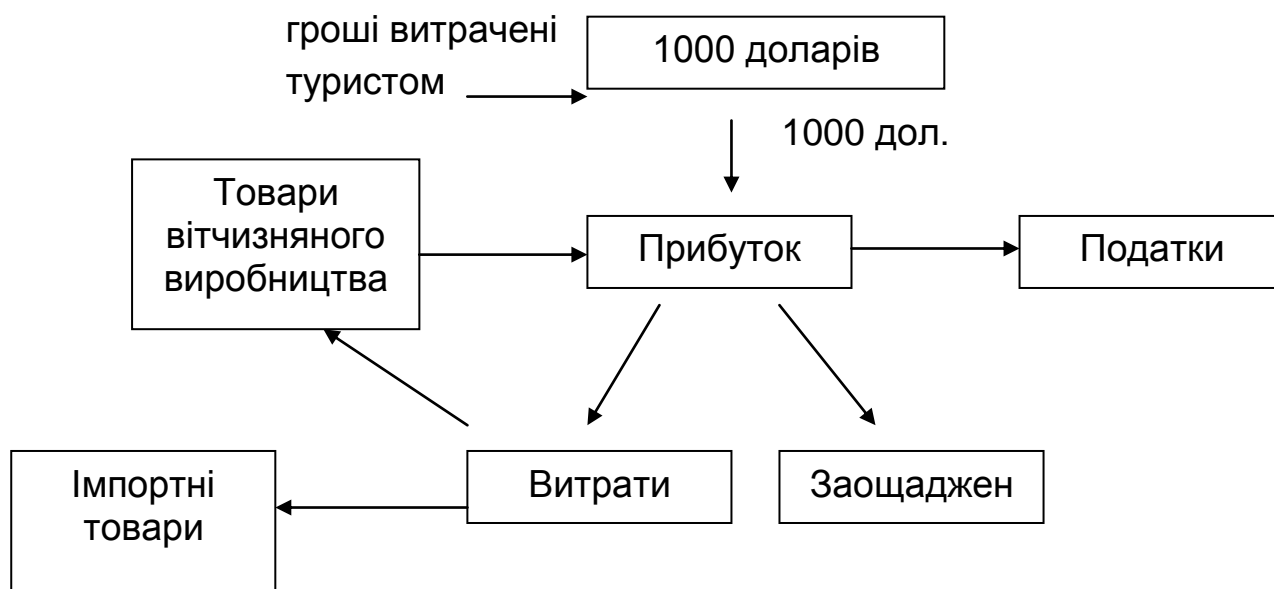 гроші витрачені
туристом
1000 доларів
1000 дол.
Товари
вітчизняного
виробництва
Прибуток
Податки
Імпортні
товари
Витрати
Заощаджен